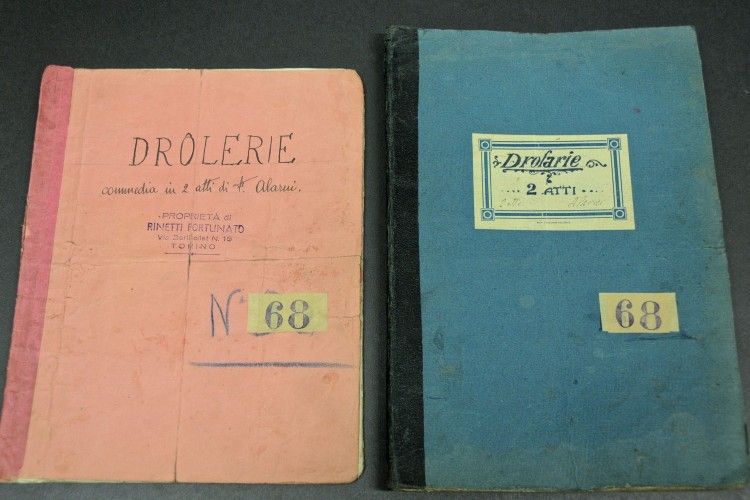 DROLERIE
commedia in 2 atti di F. Alarni.
PROPRIETÀ di
RINETTI FORTUNATO
TORINO
N°
68
Drolarie
2 ATTI
68